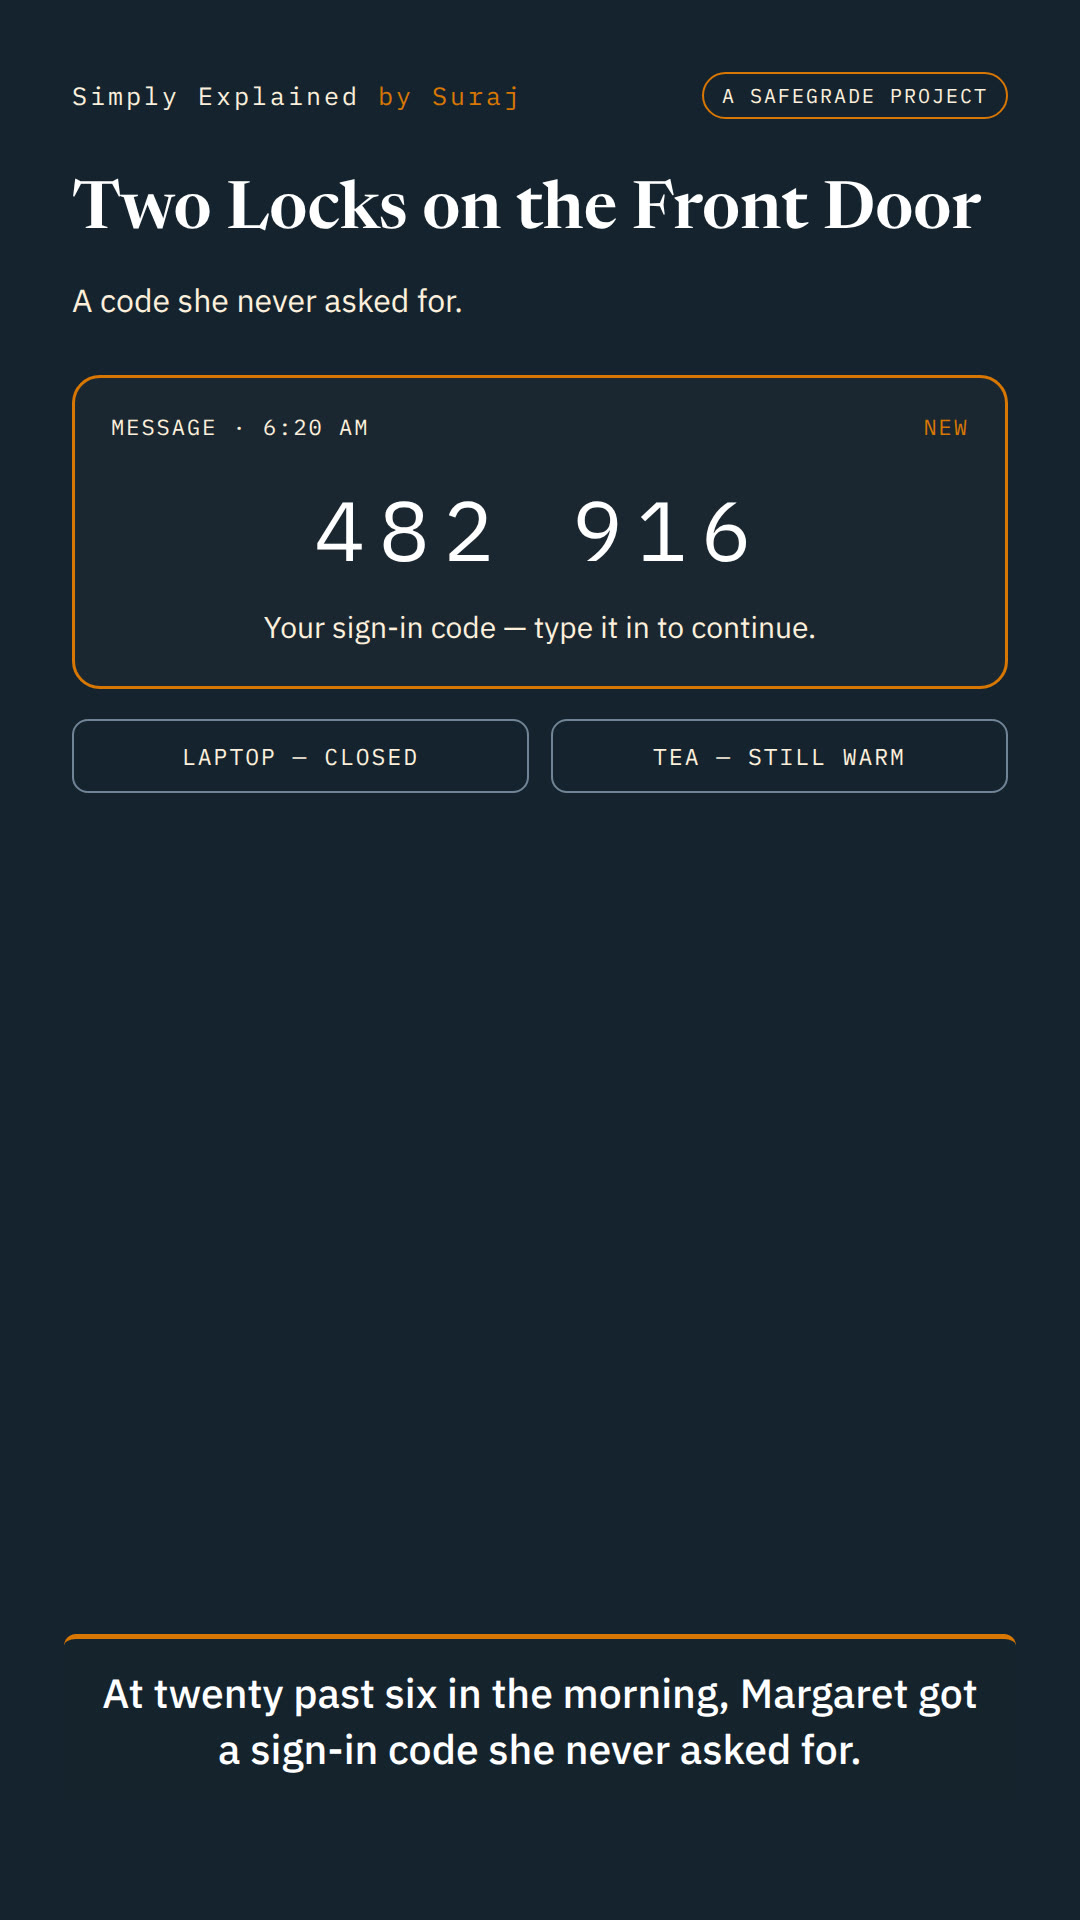 Simply Explained by Suraj
A SAFEGRADE PROJECT
Two Locks on the Front Door
A code she never asked for.
MESSAGE · 6:20 AM
NEW
482 916
Your sign-in code — type it in to continue.
LAPTOP — CLOSED
TEA — STILL WARM
At twenty past six in the morning, Margaret got
a sign-in code she never asked for.